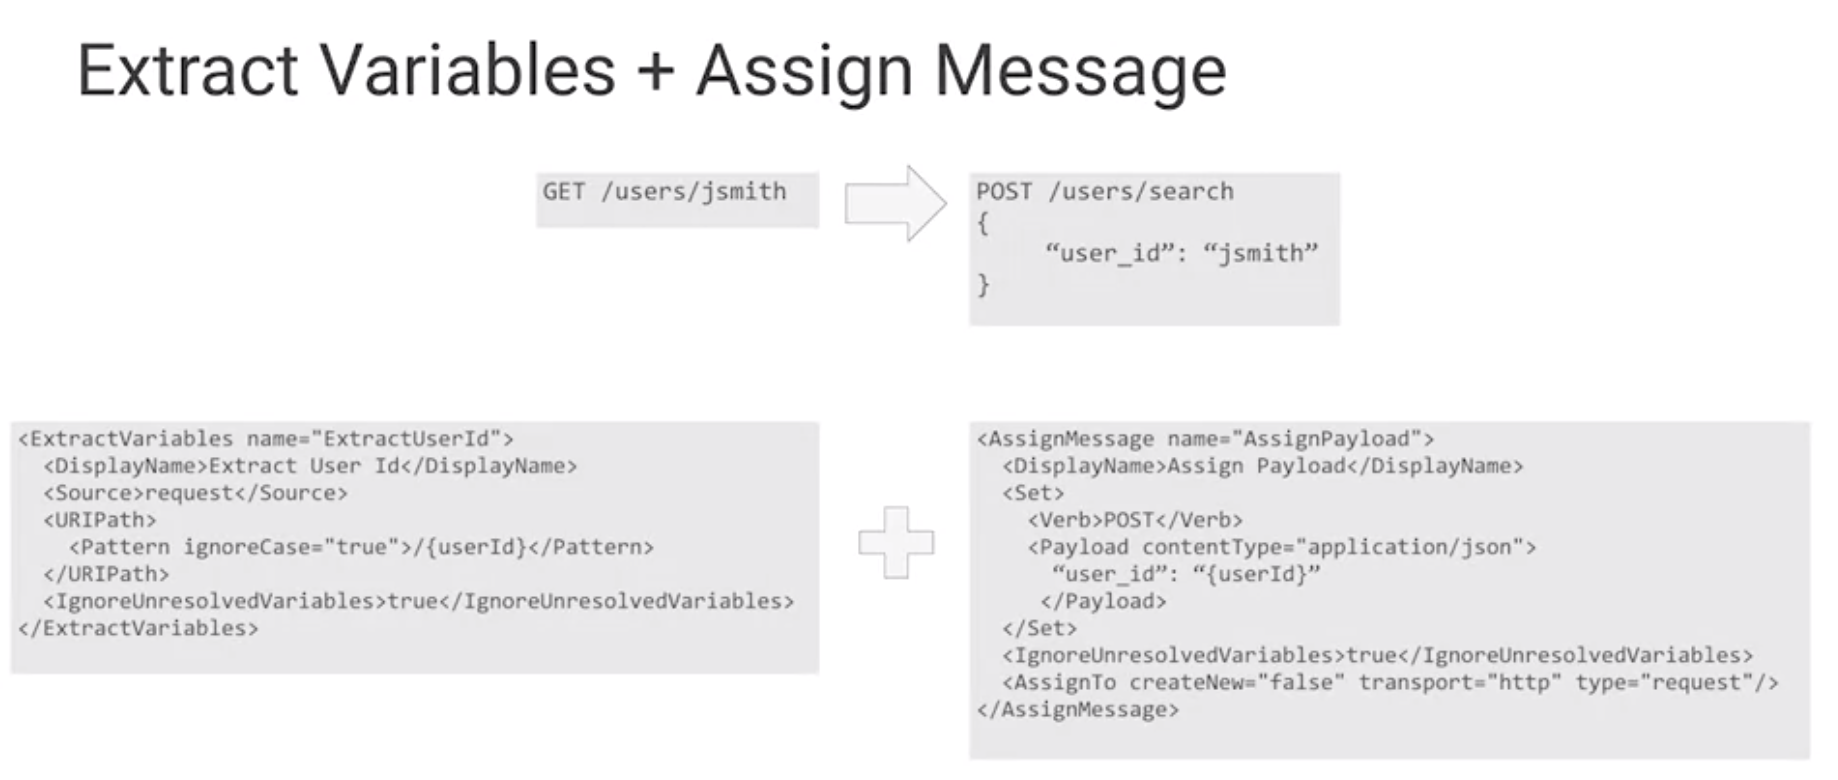 Extract Variables + Assign Message
GET /users/jsmith
POST /users/search
{
“user_id”: “jsmith”
}
<ExtractVariables name="ExtractUserId">
<DisplayName>Extract User Id</DisplayName>
<Source>request</Source>
<URIPath>
<Pattern ignoreCase="true">/{userId}</Pattern>
</URIPath>
<IgnoreUnresolvedVariables>true</IgnoreUnresolvedVariables>
</ExtractVariables>
<AssignMessage name="AssignPayload">
<DisplayName>Assign Payload</DisplayName>
<Set>
<Verb>POST</Verb>
<Payload contentType="application/json">
“user_id”: “{userId}”
</Payload>
</Set>
<IgnoreUnresolvedVariables>true</IgnoreUnresolvedVariables>
<AssignTo createNew="false" transport="http" type="request"/>
</AssignMessage>